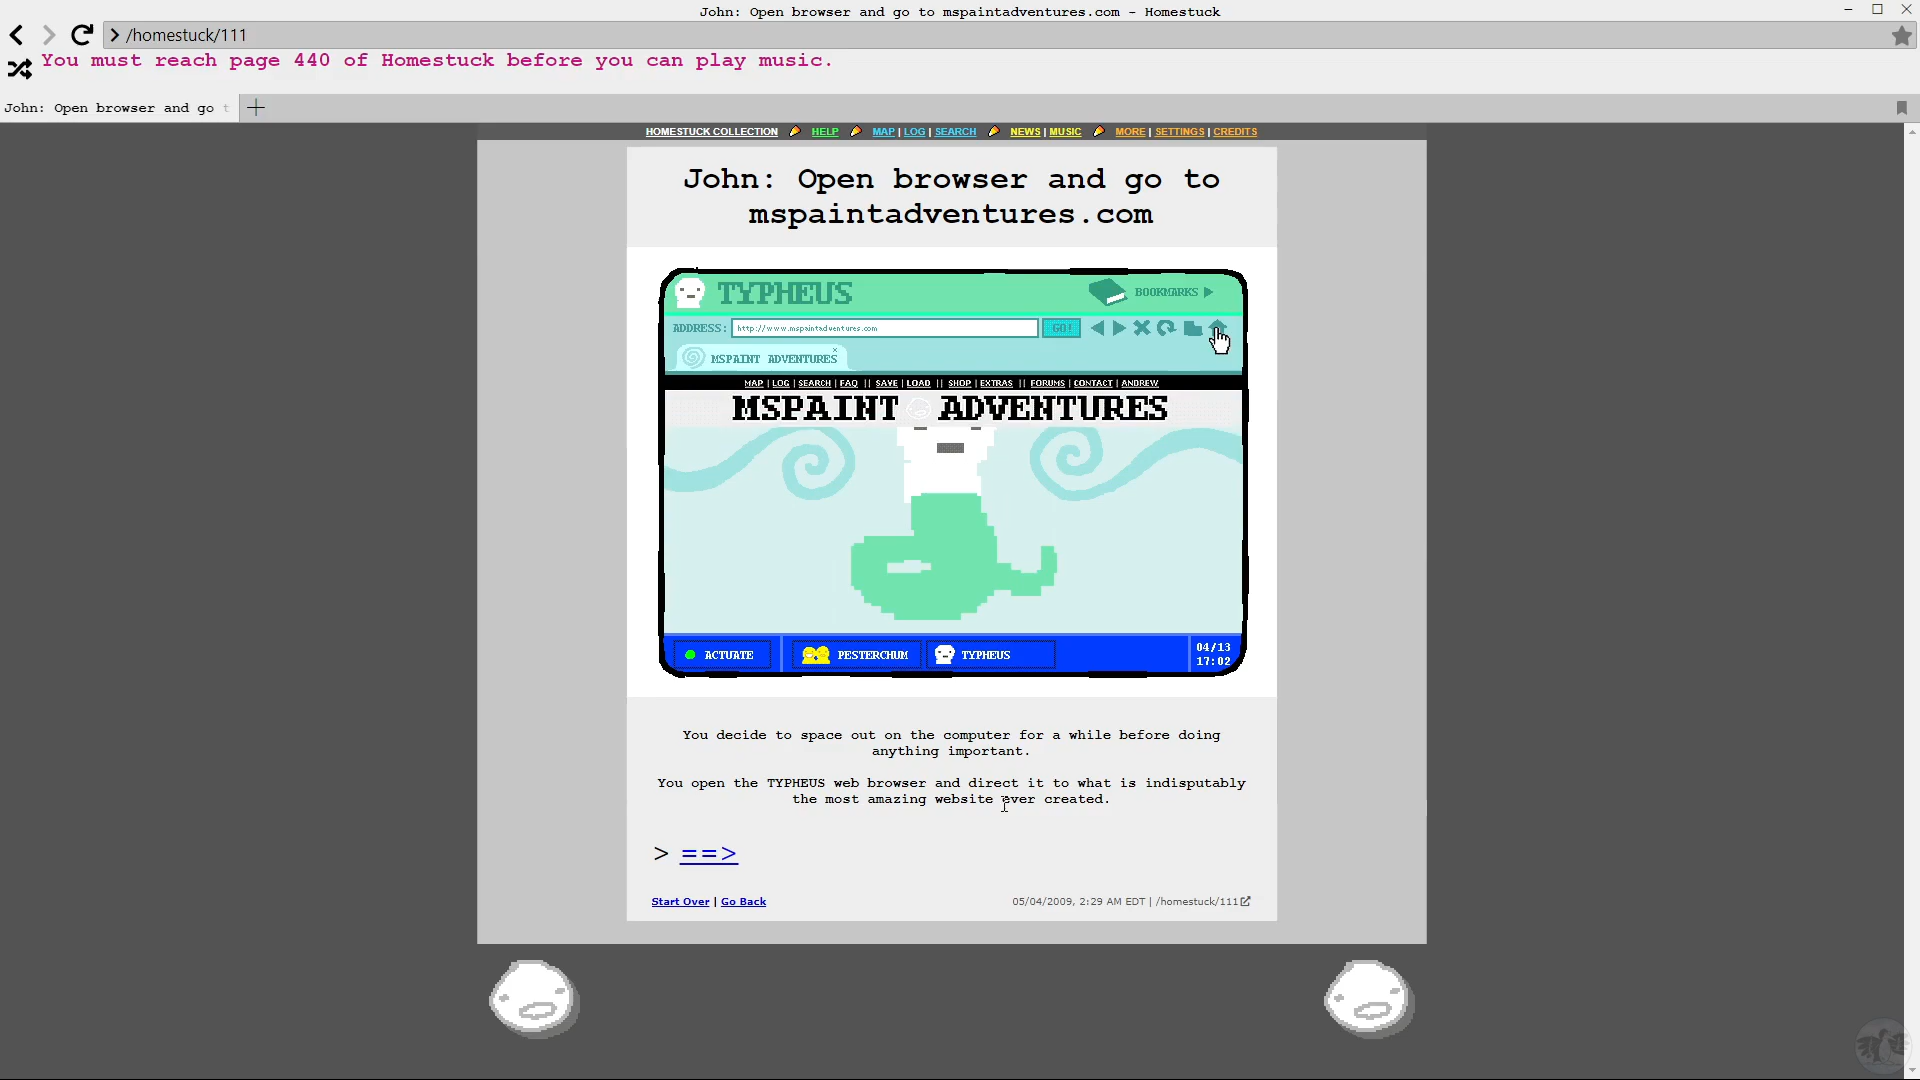 John: Open browser and go to mspaintadventures.com - Homestuck
/homestuck/111
You must reach page 440 of Homestuck before you can play music.
John: Open browser and go t
HOMESTUCK COLLECTION HELP MAP | LOG | SEARCH NEWS | MUSIC MORE | SETTINGS | CREDITS
John: Open browser and go to
mspaintadventures.com
TYPHEUS BOOKMARKS
ADDRESS: http://www.mspaintadventures.com GO!
MSPAINT ADVENTURES x
MAP | LOG | SEARCH | FAQ || SAVE | LOAD || SHOP | EXTRAS || FORUMS | CONTACT | ANDREW
MSPAINT ADVENTURES
ACTUATE PESTERCHUM TYPHEUS 04/13
17:02
You decide to space out on the computer for a while before doing
anything important.
You open the TYPHEUS web browser and direct it to what is indisputably
the most amazing website ever created.
> ==>
Start Over | Go Back 05/04/2009, 2:29 AM EDT | /homestuck/111